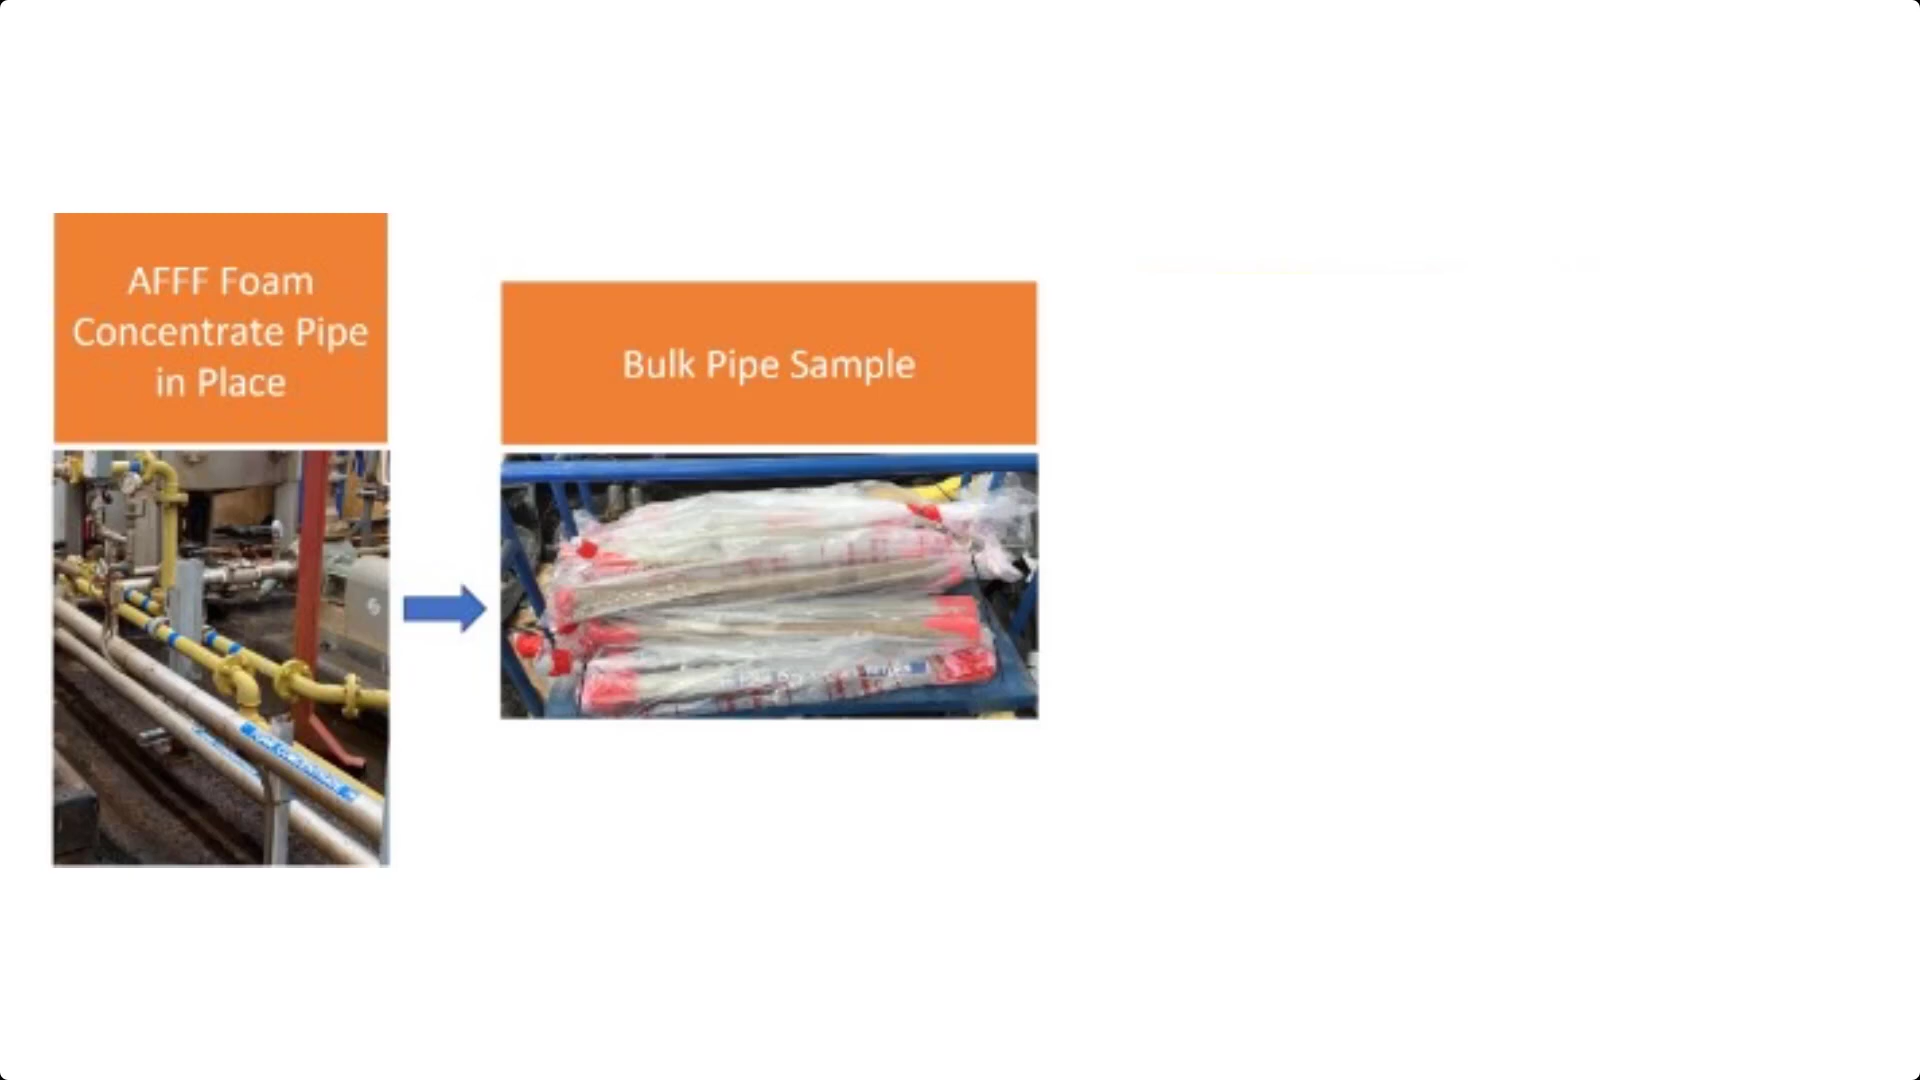 AFFF Foam
Concentrate Pipe
in Place
Bulk Pipe Sample